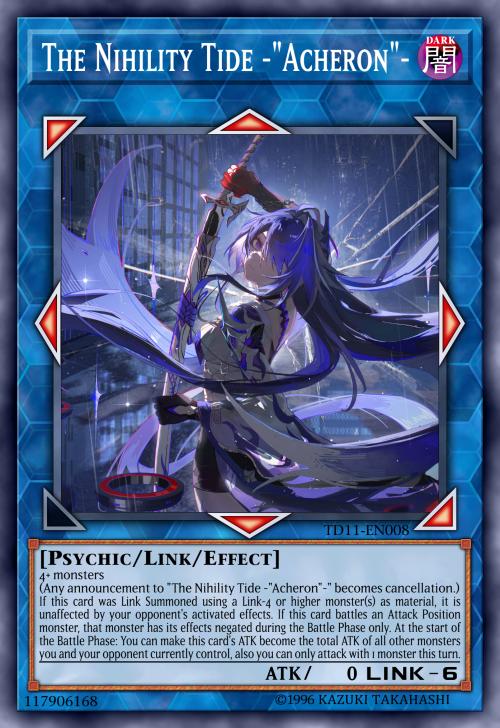 The Nihility Tide -"Acheron"-
DARK
闇
TD11-EN008
[Psychic/Link/Effect]
4+ monsters
(Any announcement to "The Nihility Tide -"Acheron"-" becomes cancellation.)
If this card was Link Summoned using a Link-4 or higher monster(s) as material, it is
unaffected by your opponent's activated effects. If this card battles an Attack Position
monster, that monster has its effects negated during the Battle Phase only. At the start of
the Battle Phase: You can make this card's ATK become the total ATK of all other monsters
you and your opponent currently control, also you can only attack with 1 monster this turn.
ATK/ 0 LINK-6
117906168 ©1996 KAZUKI TAKAHASHI